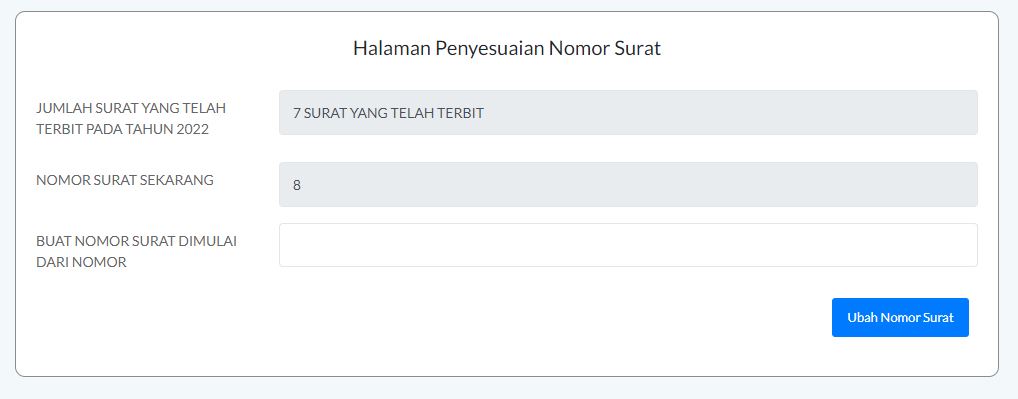 Halaman Penyesuaian Nomor Surat
JUMLAH SURAT YANG TELAH
TERBIT PADA TAHUN 2022
7 SURAT YANG TELAH TERBIT
NOMOR SURAT SEKARANG
8
BUAT NOMOR SURAT DIMULAI
DARI NOMOR
Ubah Nomor Surat